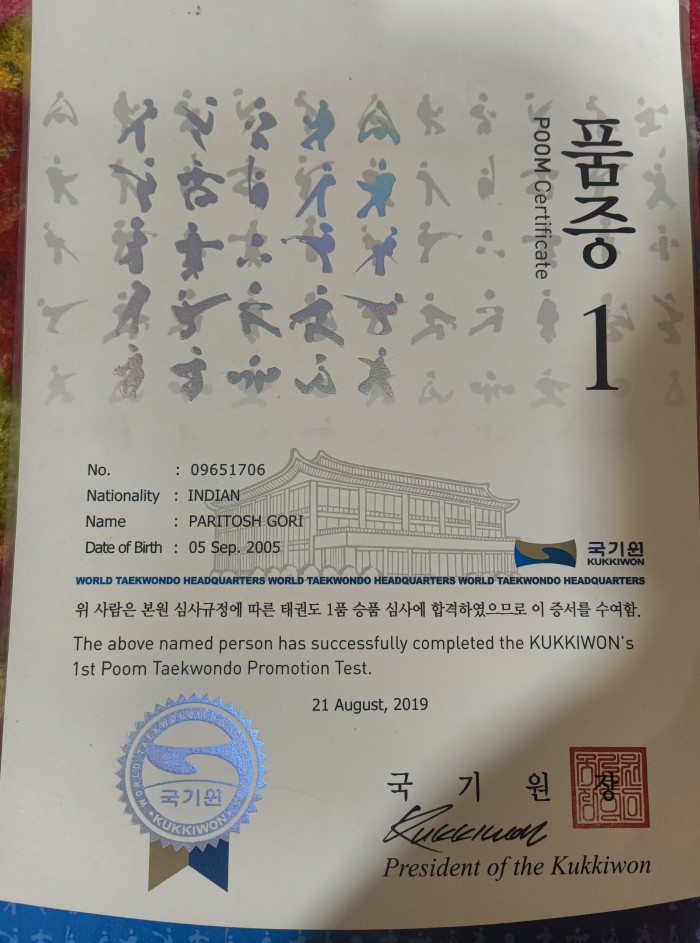 품증
POOM Certificate
1
No. : 09651706
Nationality : INDIAN
Name : PARITOSH GORI
Date of Birth : 05 Sep. 2005
국기원
KUKKIWON
WORLD TAEKWONDO HEADQUARTERS WORLD TAEKWONDO HEADQUARTERS WORLD TAEKWONDO HEADQUARTERS
위 사람은 본원 심사규정에 따른 태권도 1품 승품 심사에 합격하였으므로 이 증서를 수여함.
The above named person has successfully completed the KUKKIWON's
1st Poom Taekwondo Promotion Test.
21 August, 2019
WORLD TAEKWONDO HEADQUARTERS
국기원
•KUKKIWON•
국 기 원 장
Kukkiwon
President of the Kukkiwon